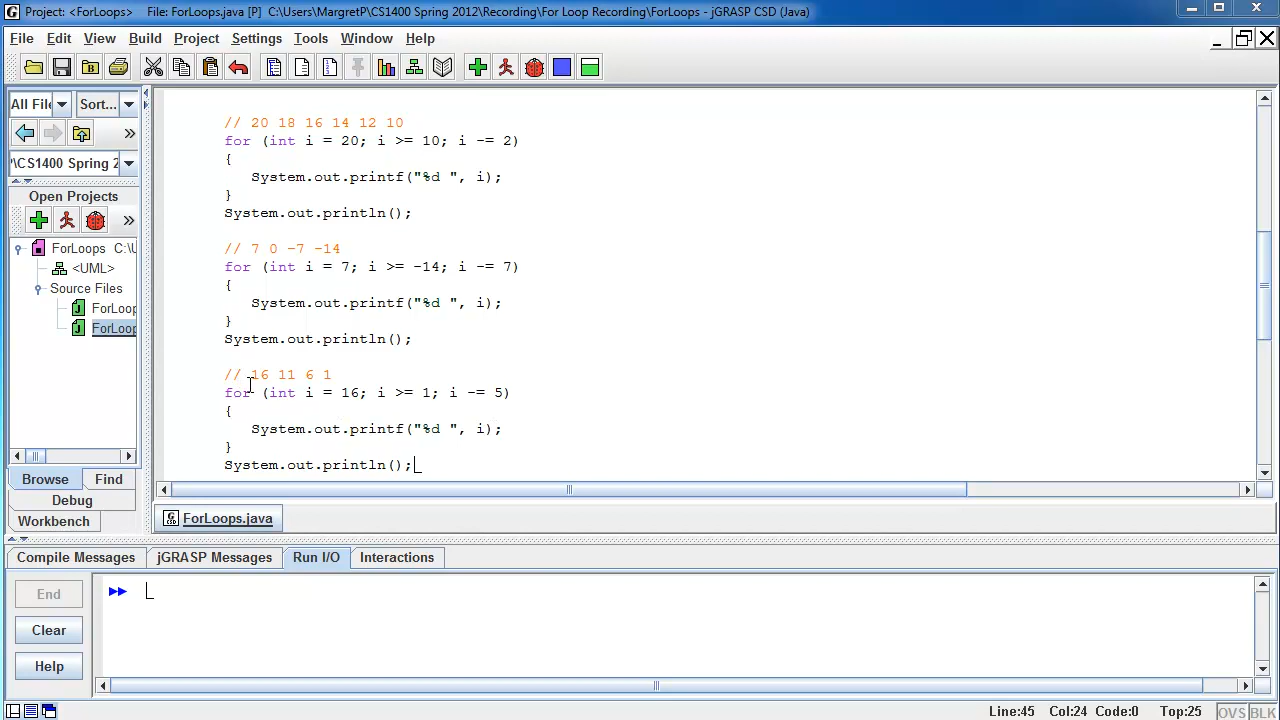 Project: <ForLoops>   File: ForLoops.java [P]  C:\Users\MargretP\CS1400 Spring 2012\Recording\For Loop Recording\ForLoops - jGRASP CSD (Java)
File Edit View Build Project Settings Tools Window Help
All File Sort...
\CS1400 Spring 2
Open Projects
ForLoops C:\U
<UML>
Source Files
ForLoop
ForLoop
Browse Find
Debug
Workbench
// 20 18 16 14 12 10
for (int i = 20; i >= 10; i -= 2)
{
System.out.printf("%d ", i);
}
System.out.println();
// 7 0 -7 -14
for (int i = 7; i >= -14; i -= 7)
{
System.out.printf("%d ", i);
}
System.out.println();
// 16 11 6 1
for (int i = 16; i >= 1; i -= 5)
{
System.out.printf("%d ", i);
}
System.out.println();
ForLoops.java
Compile Messages jGRASP Messages Run I/O Interactions
End
Clear
Help
Line:45 Col:24 Code:0 Top:25 OVS BLK